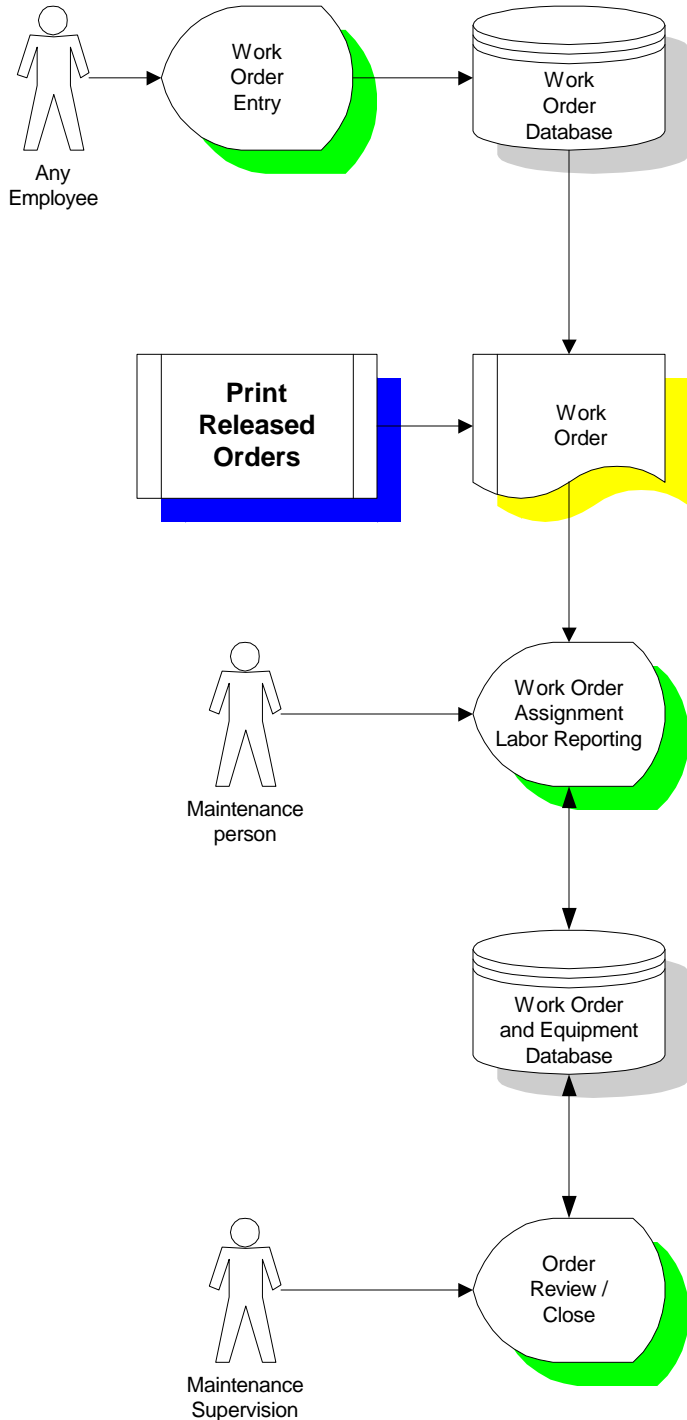 Work
Order
Entry
Work
Order
Database
Any
Employee
Print
Released
Orders
Work
Order
Work Order
Assignment
Labor Reporting
Maintenance
person
Work Order
and Equipment
Database
Order
Review /
Close
Maintenance
Supervision